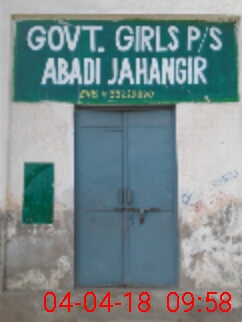 GOVT. GIRLS P/S
ABADI JAHANGIR
04-04-18 09:58